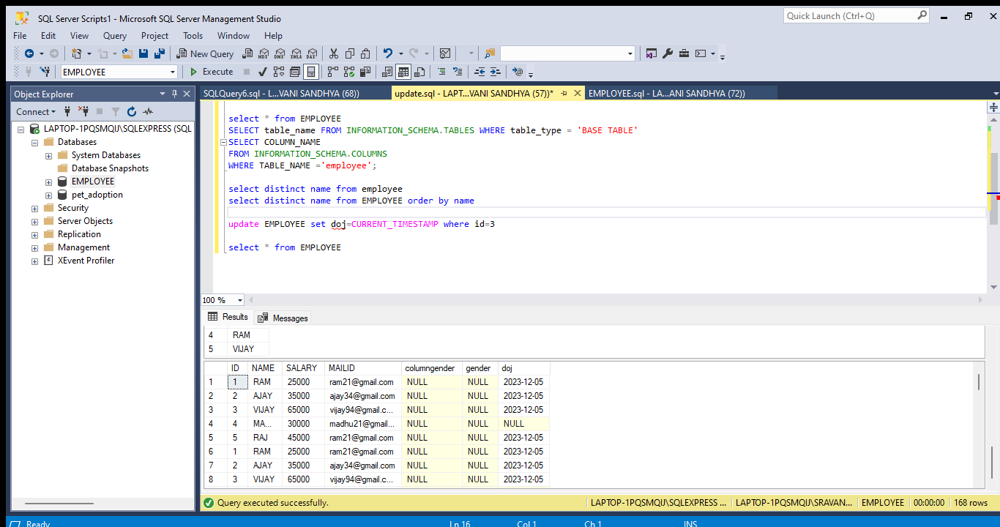 SQL Server Scripts1 - Microsoft SQL Server Management Studio
Quick Launch (Ctrl+Q)
File Edit View Query Project Tools Window Help
New Query
MDX DMX XMLA DAX
EMPLOYEE
Execute
Object Explorer
SQLQuery6.sql - L...VANI SANDHYA (68))
update.sql - LAPT...VANI SANDHYA (57))*
EMPLOYEE.sql - LA...ANI SANDHYA (72))
Connect
LAPTOP-1PQSMQIJ\SQLEXPRESS (SQL
Databases
System Databases
Database Snapshots
EMPLOYEE
pet_adoption
Security
Server Objects
Replication
Management
XEvent Profiler
select * from EMPLOYEE
SELECT table_name FROM INFORMATION_SCHEMA.TABLES WHERE table_type = 'BASE TABLE'
SELECT COLUMN_NAME
FROM INFORMATION_SCHEMA.COLUMNS
WHERE TABLE_NAME ='employee';
select distinct name from employee
select distinct name from EMPLOYEE order by name
update EMPLOYEE set doj=CURRENT_TIMESTAMP where id=3
select * from EMPLOYEE
100 %
Results Messages
4 RAM
5 VIJAY
ID NAME SALARY MAILID columngender gender doj
1 1 RAM 25000 ram21@gmail.com NULL NULL 2023-12-05
2 2 AJAY 35000 ajay34@gmail.com NULL NULL 2023-12-05
3 3 VIJAY 65000 vijay94@gmail.c... NULL NULL 2023-12-05
4 4 MA... 30000 madhu21@gmail... NULL NULL NULL
5 5 RAJ 45000 ram21@gmail.com NULL NULL 2023-12-05
6 1 RAM 25000 ram21@gmail.com NULL NULL 2023-12-05
7 2 AJAY 35000 ajay34@gmail.com NULL NULL 2023-12-05
8 3 VIJAY 65000 vijay94@gmail.c... NULL NULL 2023-12-05
Query executed successfully.
LAPTOP-1PQSMQIJ\SQLEXPRESS ... LAPTOP-1PQSMQIJ\SRAVAN... EMPLOYEE 00:00:00 168 rows
Ready Ln 16 Col 1 Ch 1 INS